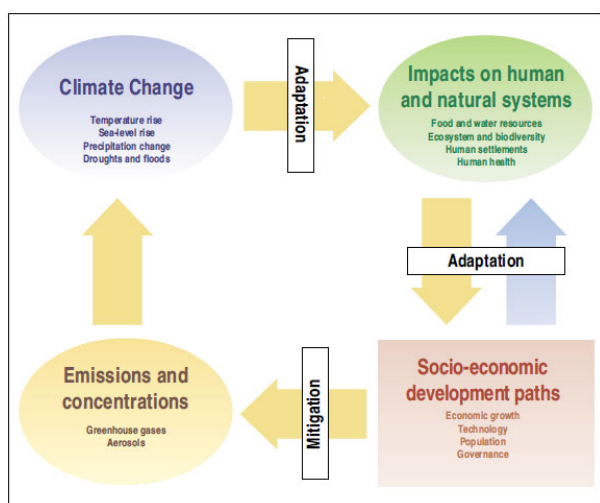 Climate Change
Temperature rise
Sea-level rise
Precipitation change
Droughts and floods
Adaptation
Impacts on human
and natural systems
Food and water resources
Ecosystem and biodiversity
Human settlements
Human health
Adaptation
Emissions and
concentrations
Greenhouse gases
Aerosols
Mitigation
Socio-economic
development paths
Economic growth
Technology
Population
Governance